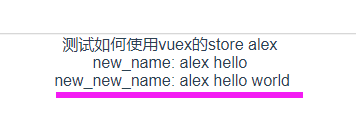 测试如何使用vuex的store alex
new_name: alex hello
new_new_name: alex hello world